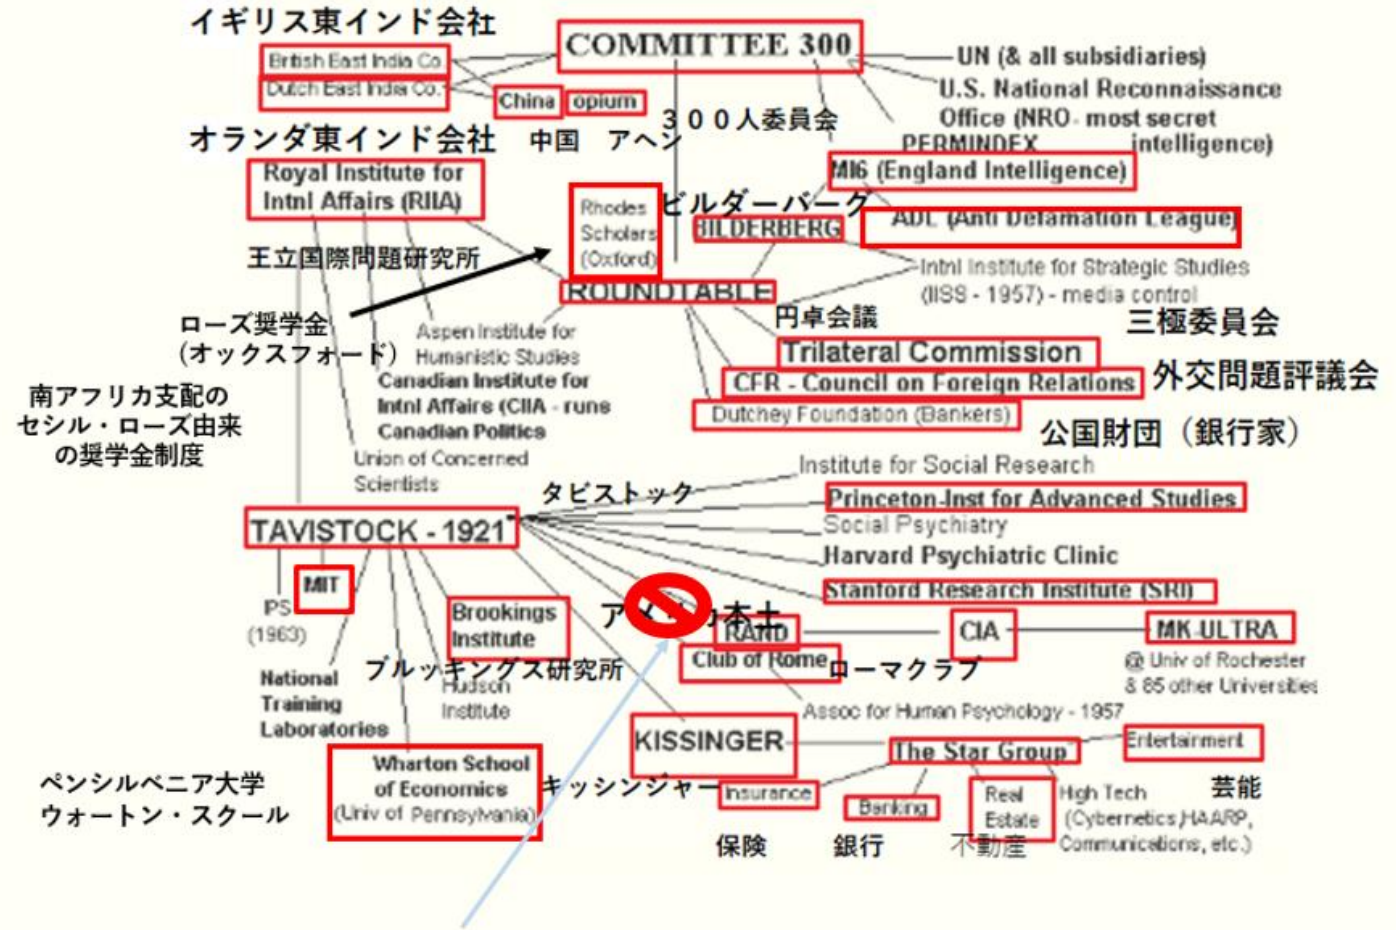 イギリス東インド会社
British East India Co
Dutch East India Co.
China
opium
中国 アヘン
オランダ東インド会社
COMMITTEE 300
３００人委員会
UN (& all subsidiaries)
U.S. National Reconnaissance
Office (NRO- most secret
intelligence)
PERMINDEX
MI6 (England Intelligence)
ADL (Anti Defamation League)
Royal Institute for
Intnl Affairs (RIIA)
王立国際問題研究所
Rhodes
Scholars
(Oxford)
ビルダーバーグ
BILDERBERG
ROUNDTABLE
円卓会議
Intnl Institute for Strategic Studies
(IISS - 1957) - media control
三極委員会
Trilateral Commission
CFR - Council on Foreign Relations
外交問題評議会
Dutchey Foundation (Bankers)
公国財団（銀行家）
ローズ奨学金
（オックスフォード）
南アフリカ支配の
セシル・ローズ由来
の奨学金制度
Aspen Institute for
Humanistic Studies
Canadian Institute for
Intnl Affairs (CIIA - runs
Canadian Politics
Union of Concerned
Scientists
タビストック
TAVISTOCK - 1921
Institute for Social Research
Princeton-Inst for Advanced Studies
Social Psychiatry
Harvard Psychiatric Clinic
Stanford Research Institute (SRI)
本土
RAND
CIA
MK-ULTRA
@ Univ of Rochester
& 85 other Universities
Club of Rome
ローマクラブ
Assoc for Human Psychology - 1957
IPS
(1963)
MIT
Brookings
Institute
ブルッキングス研究所
Hudson
Institute
National
Training
Laboratories
Wharton School
of Economics
(Univ of Pennsylvania)
ペンシルベニア大学
ウォートン・スクール
KISSINGER
キッシンジャー
The Star Group
Entertainment
芸能
Insurance
保険
Banking
銀行
Real
Estate
不動産
High Tech
(Cybernetics,HAARP,
Communications, etc.)